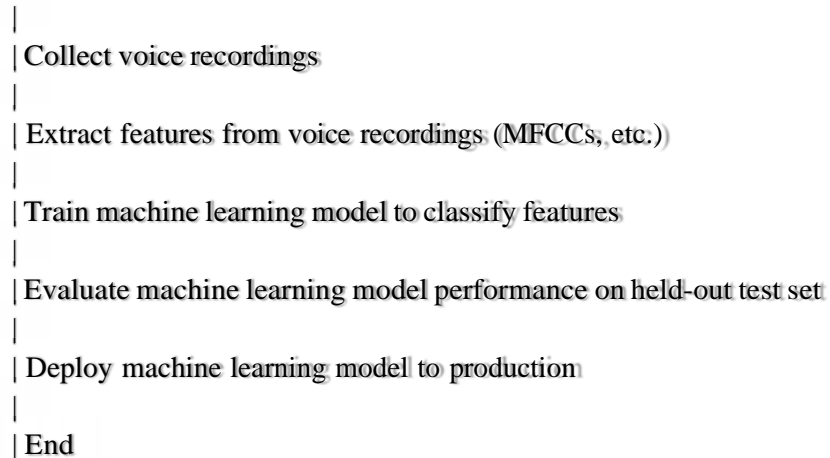 |
| Collect voice recordings
|
| Extract features from voice recordings (MFCCs, etc.)
|
| Train machine learning model to classify features
|
| Evaluate machine learning model performance on held-out test set
|
| Deploy machine learning model to production
|
| End